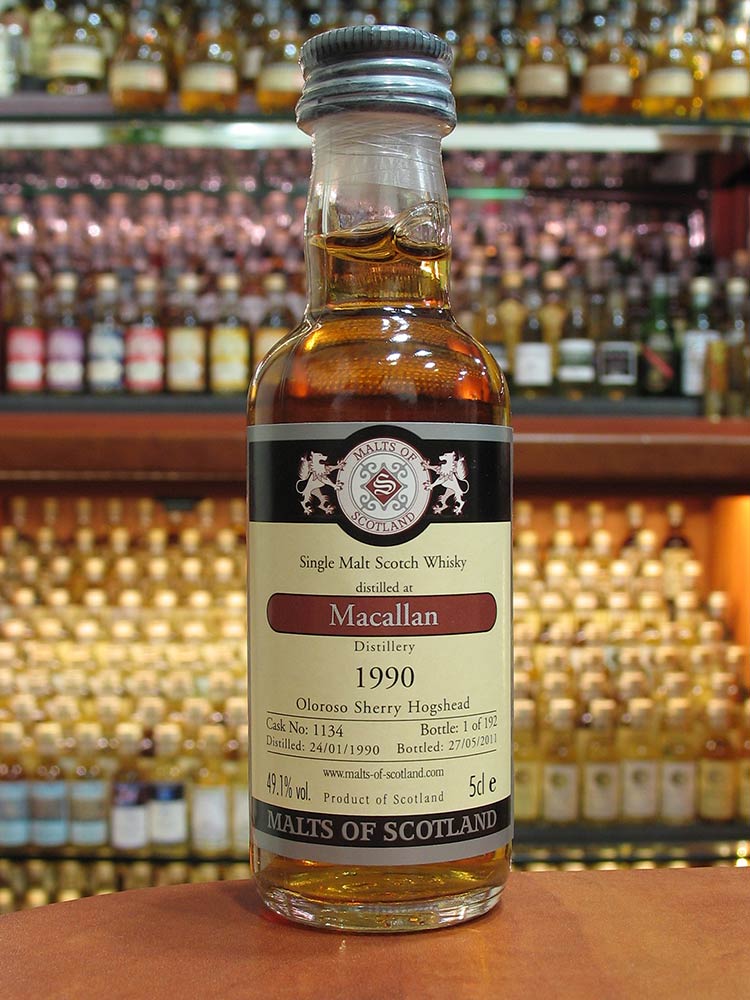 MALTS OF
S
SCOTLAND
Single Malt Scotch Whisky
distilled at
Macallan
Distillery
1990
Oloroso Sherry Hogshead
Cask No: 1134 Bottle: 1 of 192
Distilled: 24/01/1990 Bottled: 27/05/2011
www.malts-of-scotland.com
49.1% vol. Product of Scotland 5cl e
MALTS OF SCOTLAND